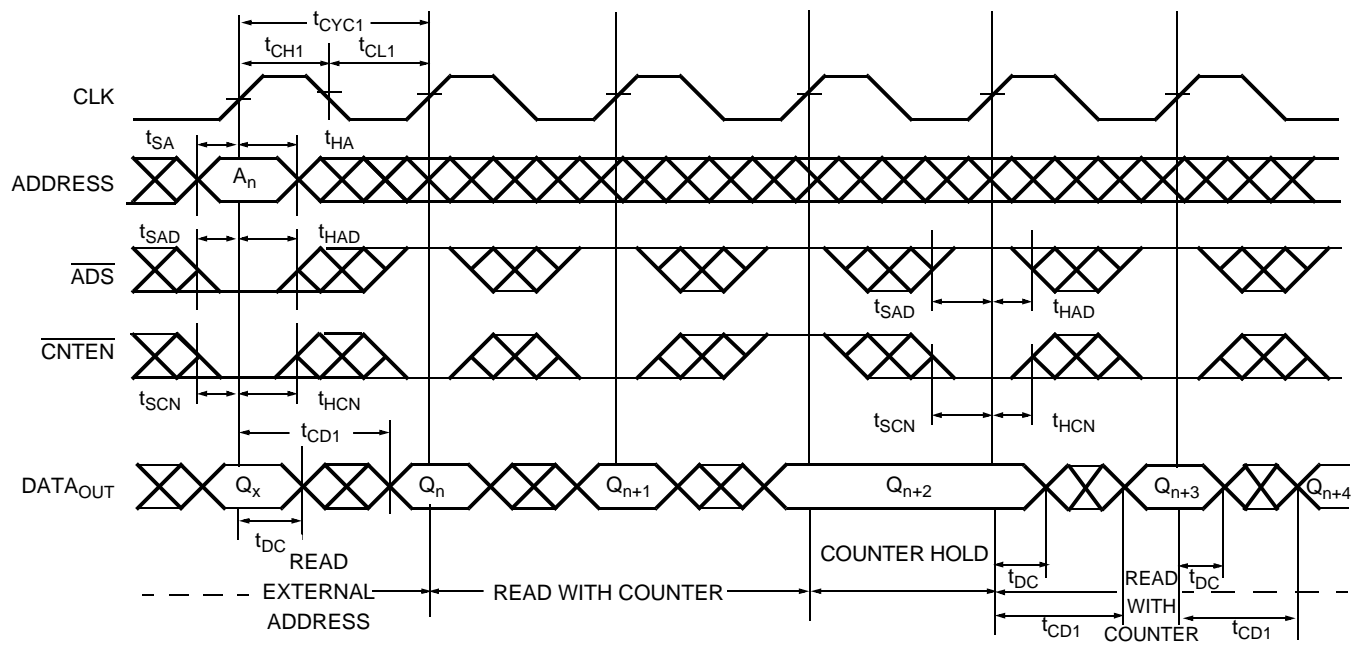 tCYC1
tCH1 tCL1
CLK
tSA tHA
ADDRESS An
tSAD tHAD
ADS
tSAD tHAD
CNTEN
tSCN tHCN tSCN tHCN
tCD1
DATAOUT Qx Qn Qn+1 Qn+2 Qn+3 Qn+4
tDC
READ
EXTERNAL
ADDRESS
READ WITH COUNTER
COUNTER HOLD
tDC
tCD1
READ
WITH
COUNTER
tDC
tCD1